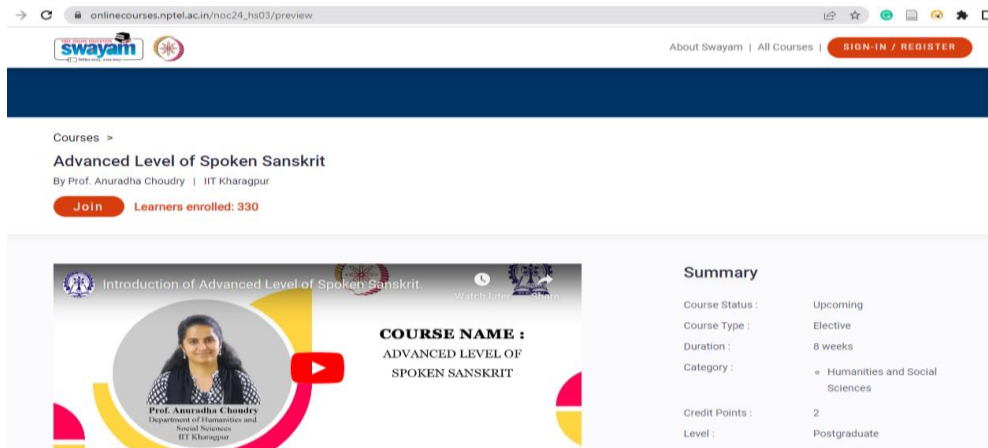 onlinecourses.nptel.ac.in/noc24_hs03/preview
swayam
About Swayam | All Courses | SIGN-IN / REGISTER
Courses >
Advanced Level of Spoken Sanskrit
By Prof. Anuradha Choudry | IIT Kharagpur
Join Learners enrolled: 330
Introduction of Advanced Level of Spoken Sanskrit.
Watch later Share
COURSE NAME :
ADVANCED LEVEL OF
SPOKEN SANSKRIT
Prof. Anuradha Choudry
Department of Humanities and
Social Sciences
IIT Kharagpur
Summary
Course Status : Upcoming
Course Type : Elective
Duration : 8 weeks
Category : Humanities and Social
Sciences
Credit Points : 2
Level : Postgraduate